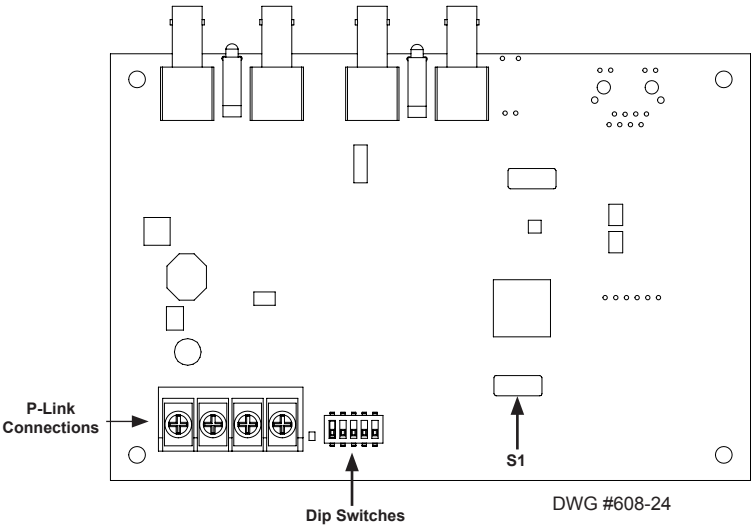 P-Link
Connections
S1
Dip Switches
DWG #608-24